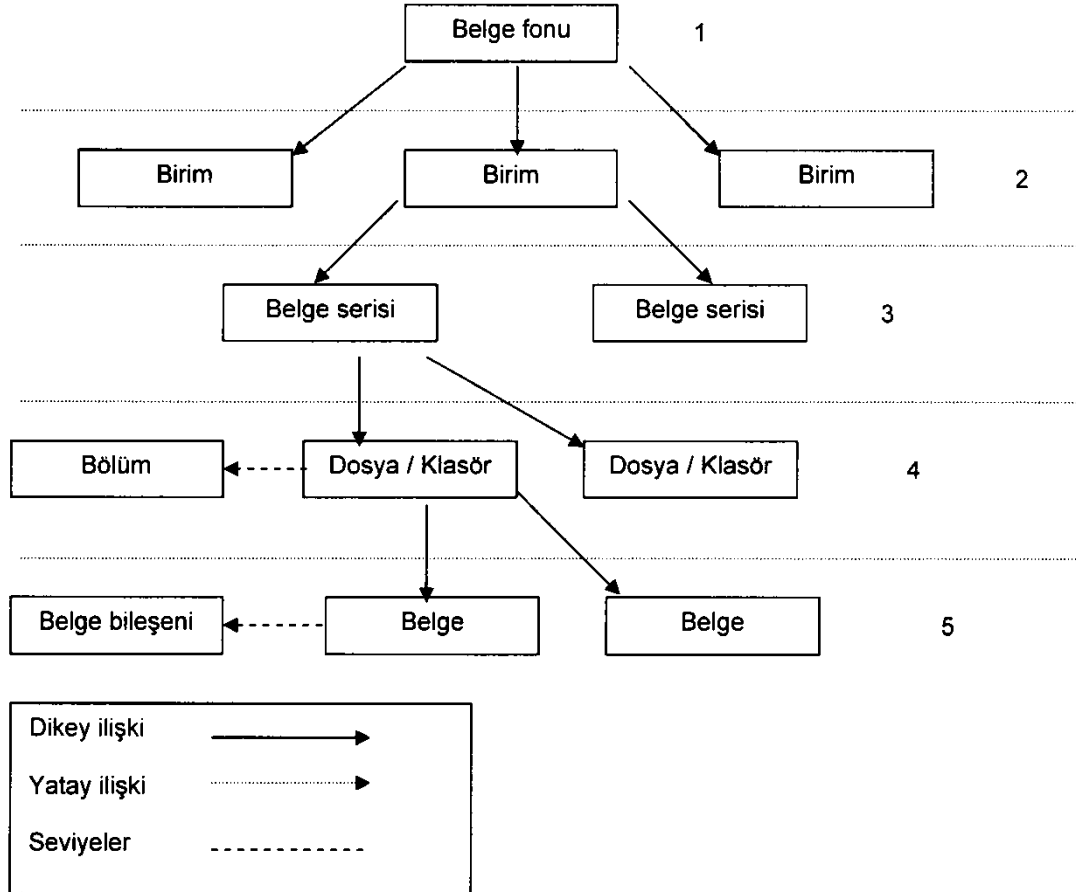 Belge fonu 1
Birim Birim Birim 2
Belge serisi Belge serisi 3
Bölüm Dosya / Klasör Dosya / Klasör 4
Belge bileşeni Belge Belge 5
Dikey ilişki
Yatay ilişki
Seviyeler